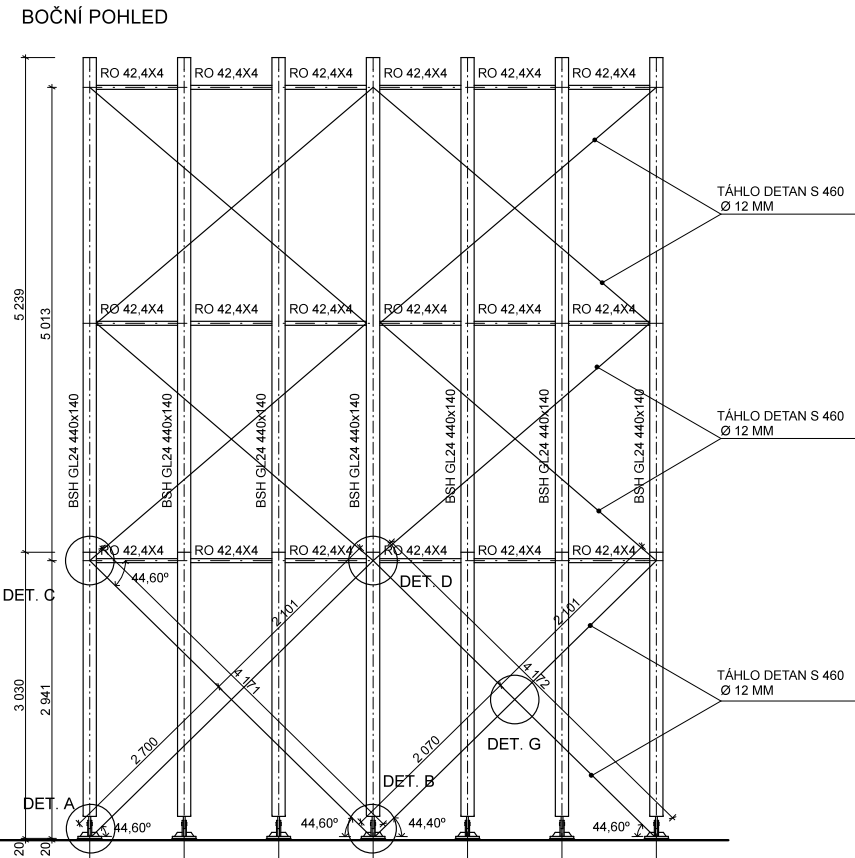 BOČNÍ POHLED
RO 42,4X4
RO 42,4X4
RO 42,4X4
RO 42,4X4
RO 42,4X4
RO 42,4X4
TÁHLO DETAN S 460
Ø 12 MM
5 239
5 013
RO 42,4X4
RO 42,4X4
RO 42,4X4
RO 42,4X4
RO 42,4X4
RO 42,4X4
BSH GL24 440x140
BSH GL24 440x140
BSH GL24 440x140
BSH GL24 440x140
BSH GL24 440x140
BSH GL24 440x140
BSH GL24 440x140
TÁHLO DETAN S 460
Ø 12 MM
RO 42,4X4
RO 42,4X4
RO 42,4X4
RO 42,4X4
RO 42,4X4
RO 42,4X4
44,60º
DET. C
DET. D
2 101
2 101
4 171
4 172
TÁHLO DETAN S 460
Ø 12 MM
3 030
2 941
2 700
2 070
DET. G
DET. A
DET. B
44,60º
44,60º
44,40º
44,60º
20
20